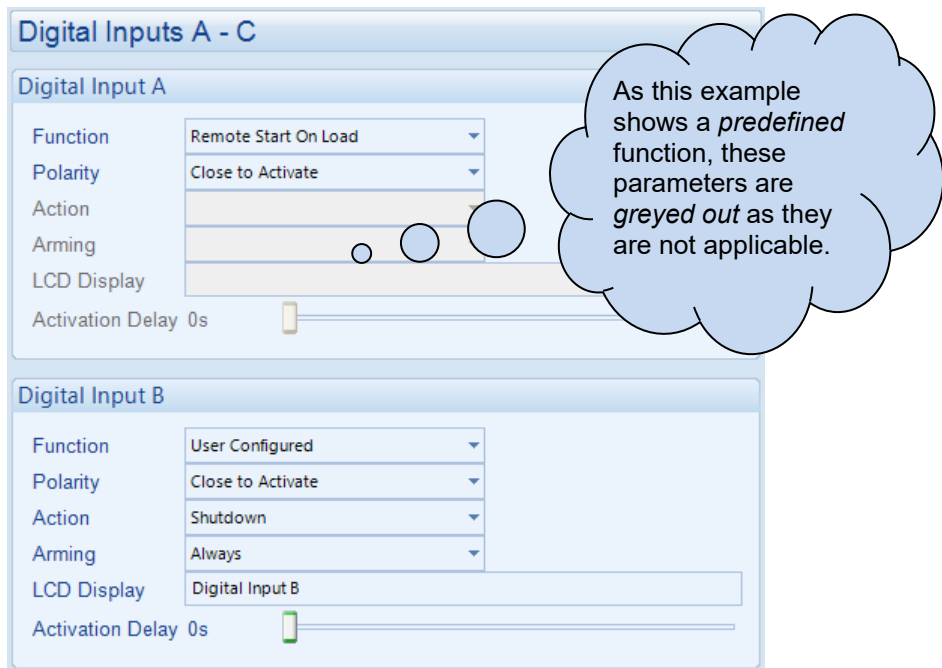 Digital Inputs A - C
Digital Input A
Function Remote Start On Load
Polarity Close to Activate
Action
Arming
LCD Display
Activation Delay 0s
As this example
shows a predefined
function, these
parameters are
greyed out as they
are not applicable.
Digital Input B
Function User Configured
Polarity Close to Activate
Action Shutdown
Arming Always
LCD Display Digital Input B
Activation Delay 0s